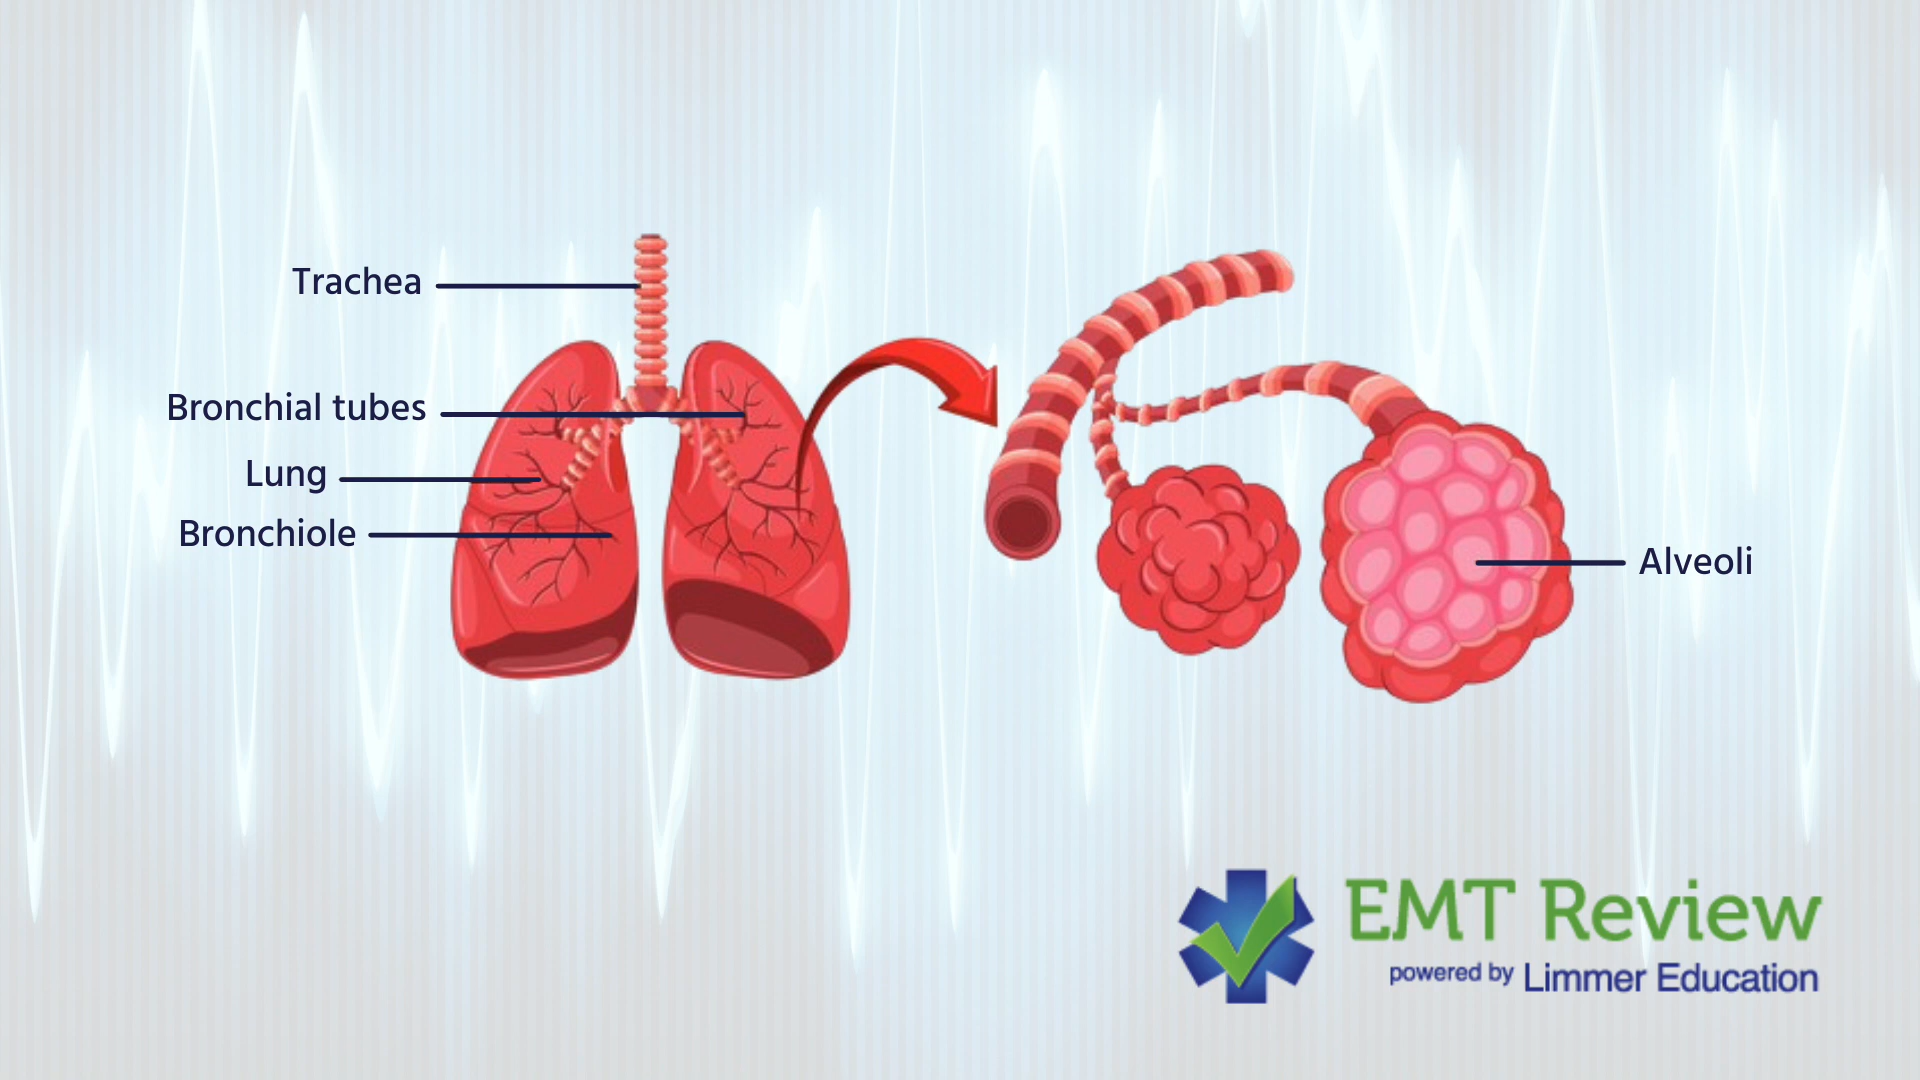 Trachea
Bronchial tubes
Lung
Bronchiole
Alveoli
EMT Review
powered by Limmer Education